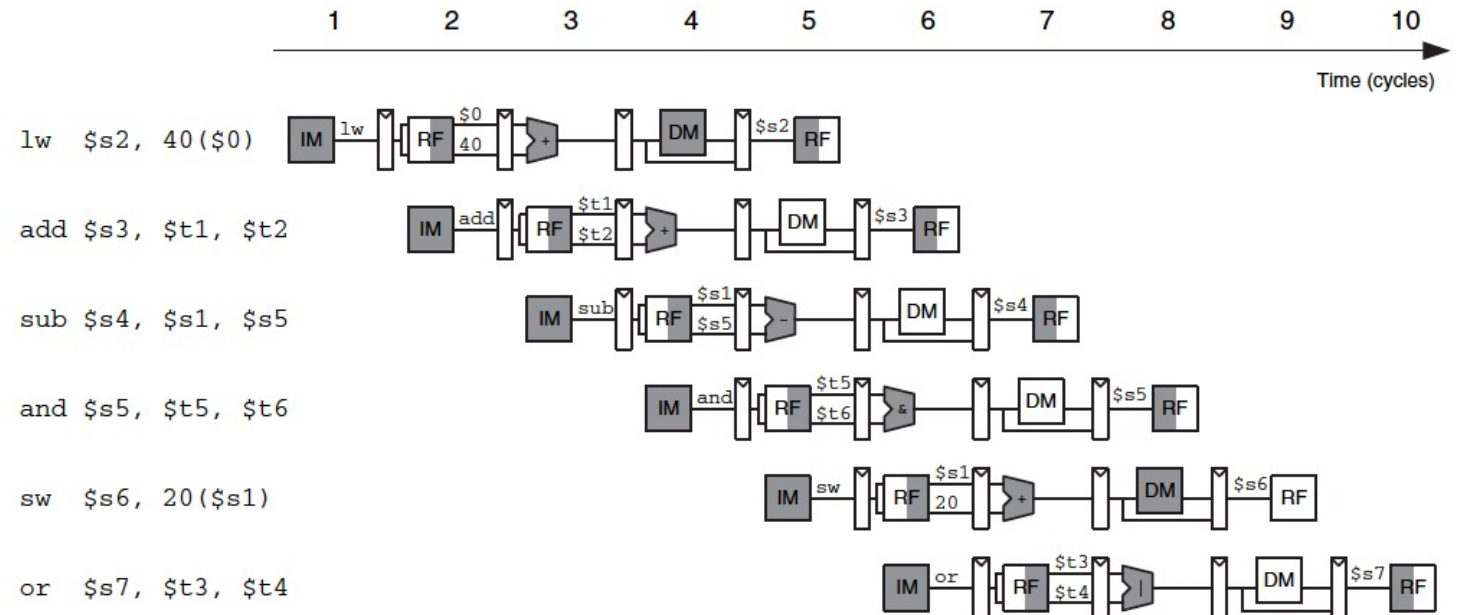 1 2 3 4 5 6 7 8 9 10
Time (cycles)
lw $s2, 40($0) IM lw RF $0 40 + DM $s2 RF
add $s3, $t1, $t2 IM add RF $t1 $t2 + DM $s3 RF
sub $s4, $s1, $s5 IM sub RF $s1 $s5 - DM $s4 RF
and $s5, $t5, $t6 IM and RF $t5 $t6 & DM $s5 RF
sw $s6, 20($s1) IM sw RF $s1 20 + DM $s6 RF
or $s7, $t3, $t4 IM or RF $t3 $t4 | DM $s7 RF